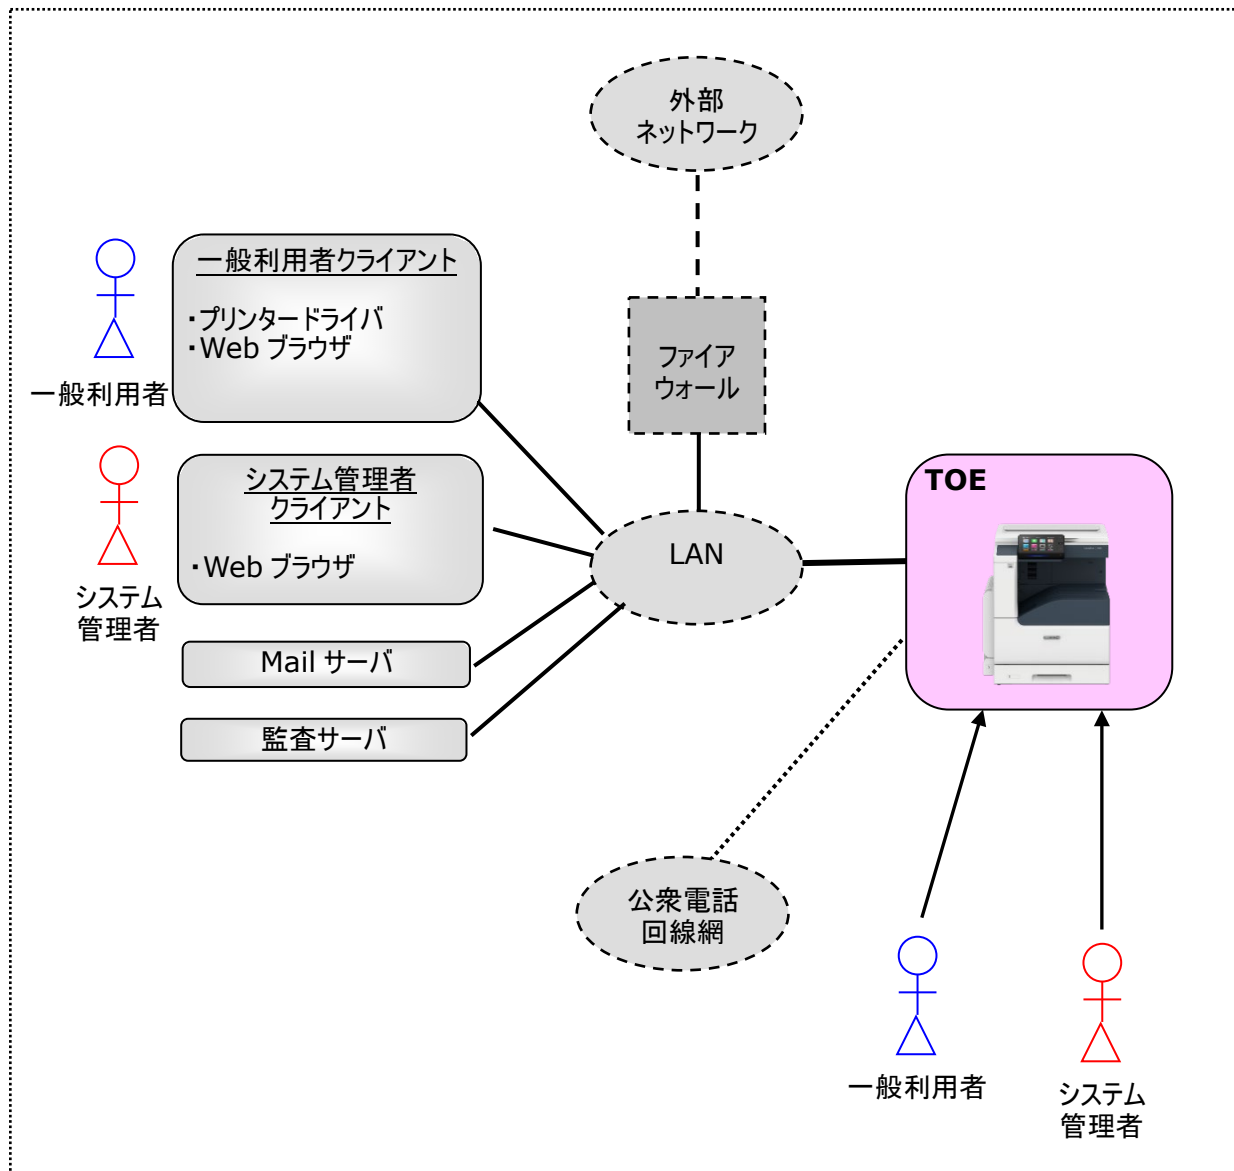 外部
ネットワーク
一般利用者クライアント
・プリンタードライバ
・Web ブラウザ
一般利用者
ファイア
ウォール
システム管理者
クライアント
・Web ブラウザ
システム
管理者
LAN
TOE
Mail サーバ
監査サーバ
公衆電話
回線網
一般利用者
システム
管理者